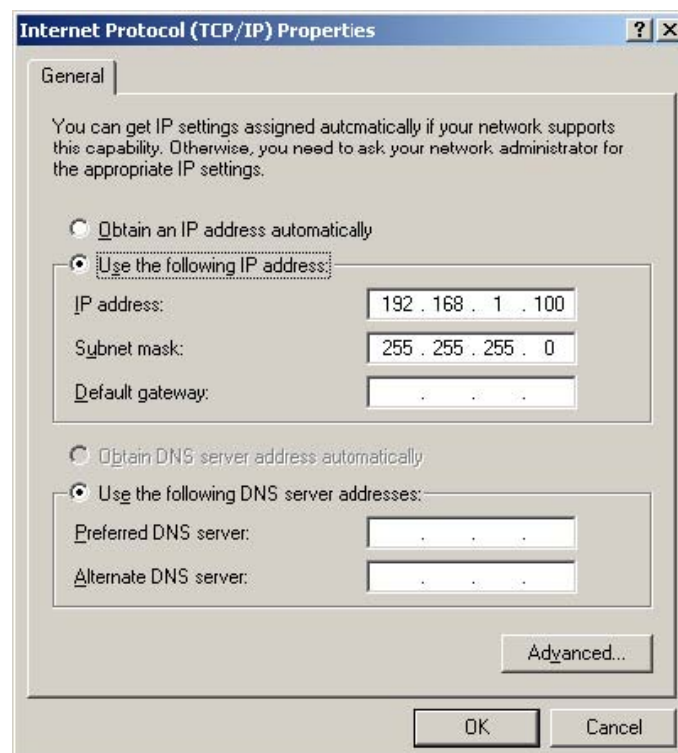 Internet Protocol (TCP/IP) Properties
General
You can get IP settings assigned automatically if your network supports
this capability. Otherwise, you need to ask your network administrator for
the appropriate IP settings.
Obtain an IP address automatically
Use the following IP address:
IP address: 192 . 168 . 1 . 100
Subnet mask: 255 . 255 . 255 . 0
Default gateway: . . .
Obtain DNS server address automatically
Use the following DNS server addresses:
Preferred DNS server: . . .
Alternate DNS server: . . .
Advanced...
OK Cancel